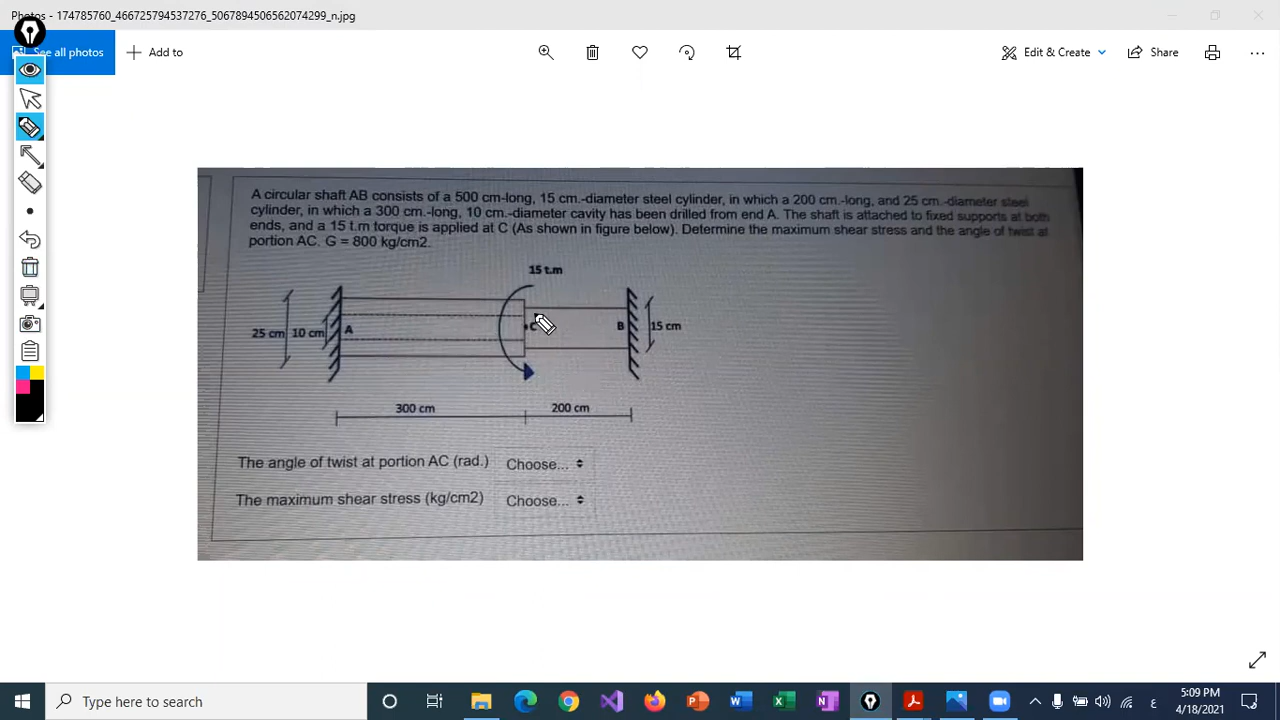 Photos - 174785760_466725794537276_5067894506562074299_n.jpg
See all photos
Add to
Edit & Create
Share
A circular shaft AB consists of a 500 cm-long, 15 cm.-diameter steel cylinder, in which a 200 cm.-long, and 25 cm.-diameter steel
cylinder, in which a 300 cm.-long, 10 cm.-diameter cavity has been drilled from end A. The shaft is attached to fixed supports at both
ends, and a 15 t.m torque is applied at C (As shown in figure below). Determine the maximum shear stress and the angle of twist at
portion AC. G = 800 kg/cm2.
15 t.m
25 cm 10 cm A C B 15 cm
300 cm 200 cm
The angle of twist at portion AC (rad.) Choose...
The maximum shear stress (kg/cm2) Choose...
Type here to search
ع
5:09 PM
4/18/2021